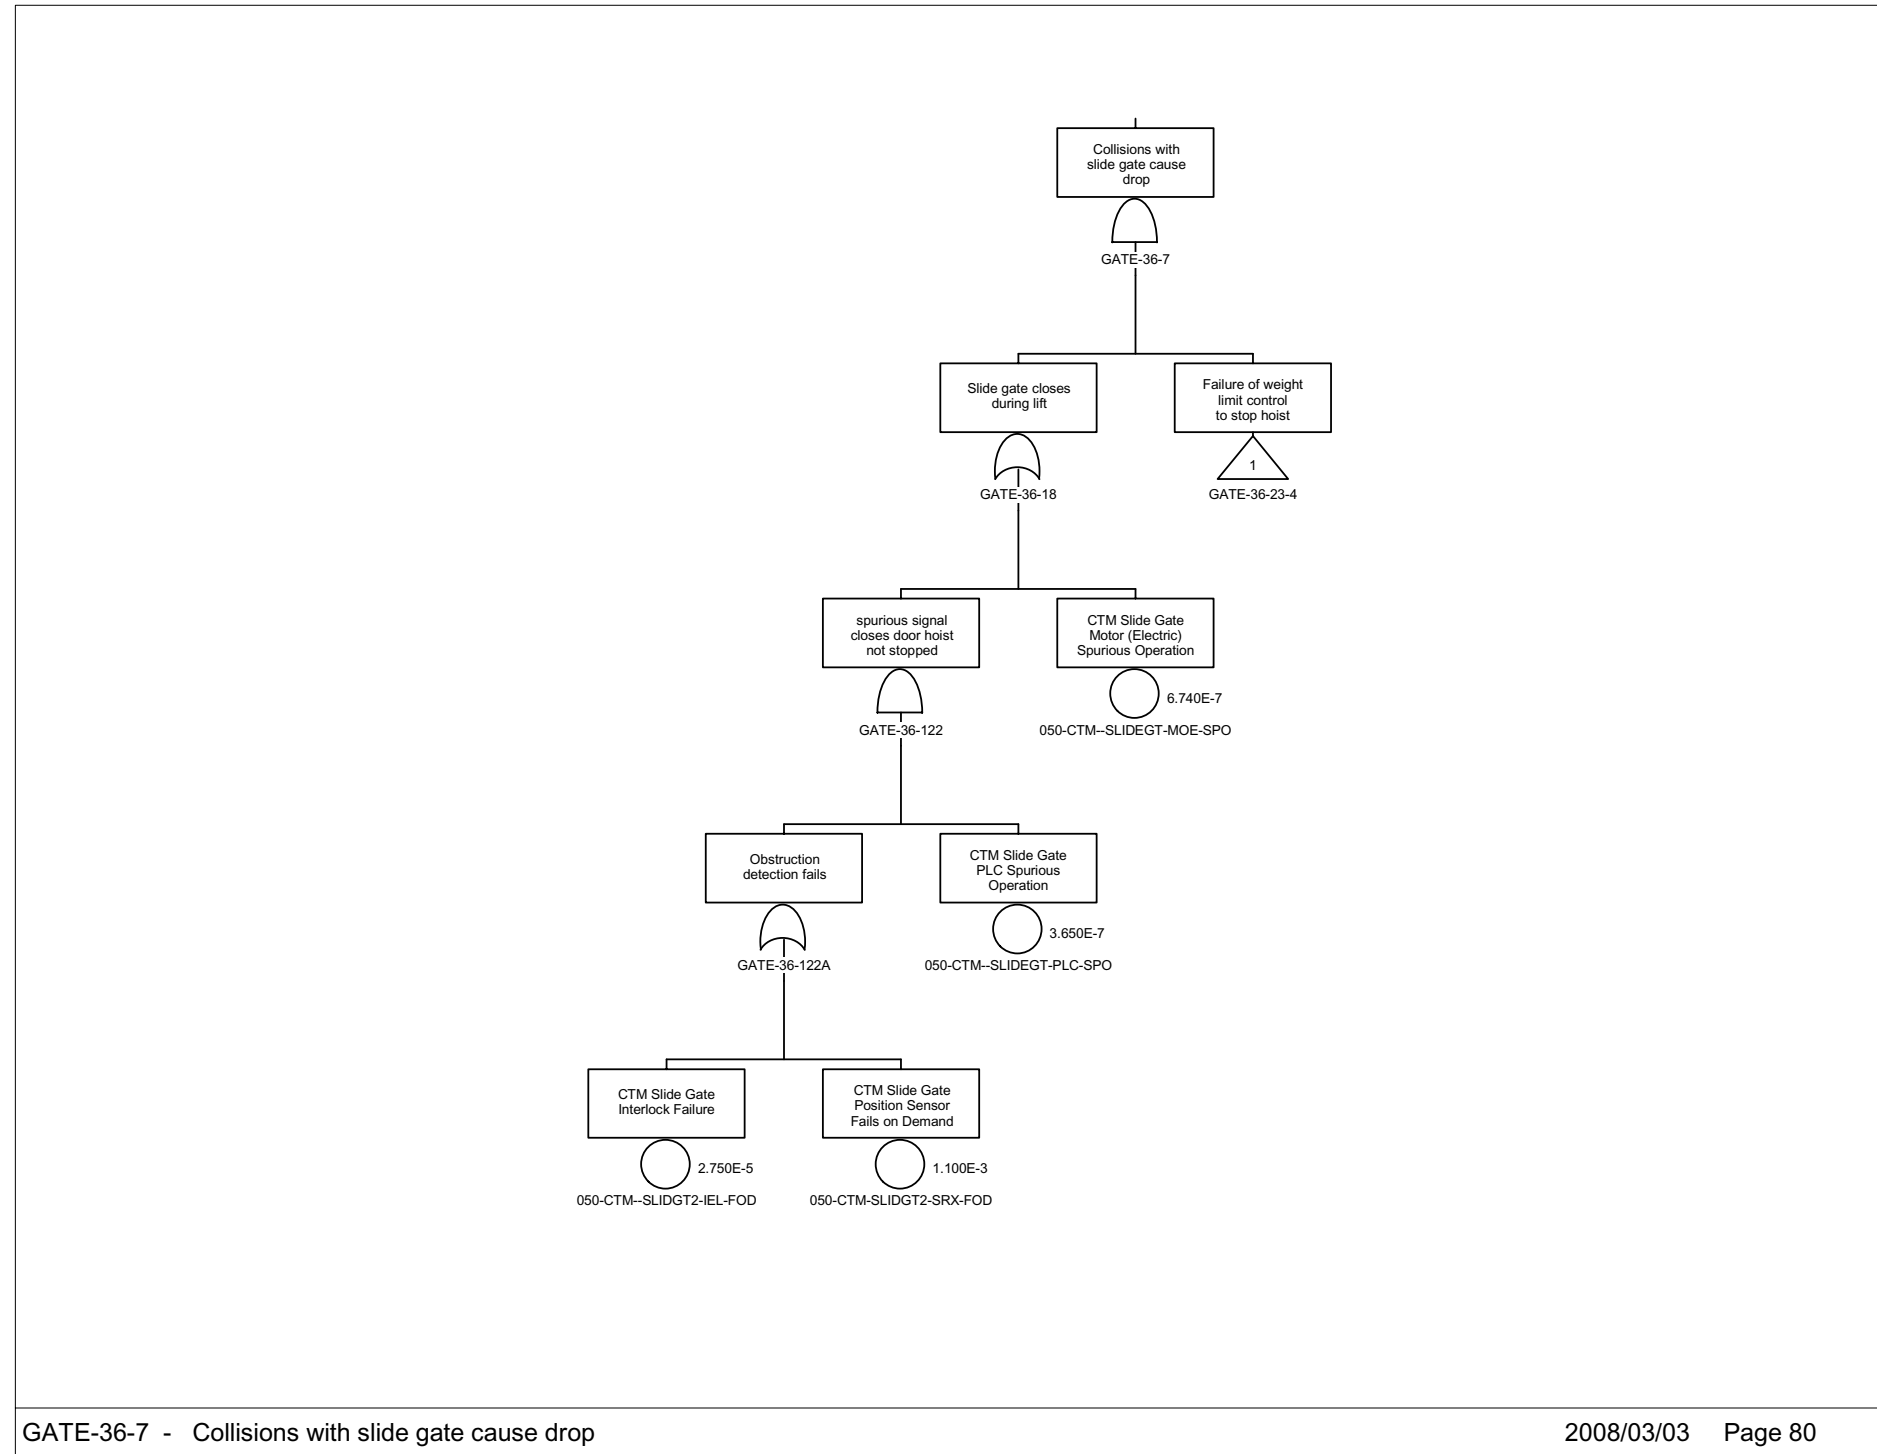 Collisions with
slide gate cause
drop
GATE-36-7
Slide gate closes
during lift
GATE-36-18
Failure of weight
limit control
to stop hoist
1
GATE-36-23-4
spurious signal
closes door hoist
not stopped
GATE-36-122
CTM Slide Gate
Motor (Electric)
Spurious Operation
6.740E-7
050-CTM--SLIDEGT-MOE-SPO
Obstruction
detection fails
GATE-36-122A
CTM Slide Gate
PLC Spurious
Operation
3.650E-7
050-CTM--SLIDEGT-PLC-SPO
CTM Slide Gate
Interlock Failure
2.750E-5
050-CTM--SLIDGT2-IEL-FOD
CTM Slide Gate
Position Sensor
Fails on Demand
1.100E-3
050-CTM-SLIDGT2-SRX-FOD
GATE-36-7 - Collisions with slide gate cause drop
2008/03/03 Page 80